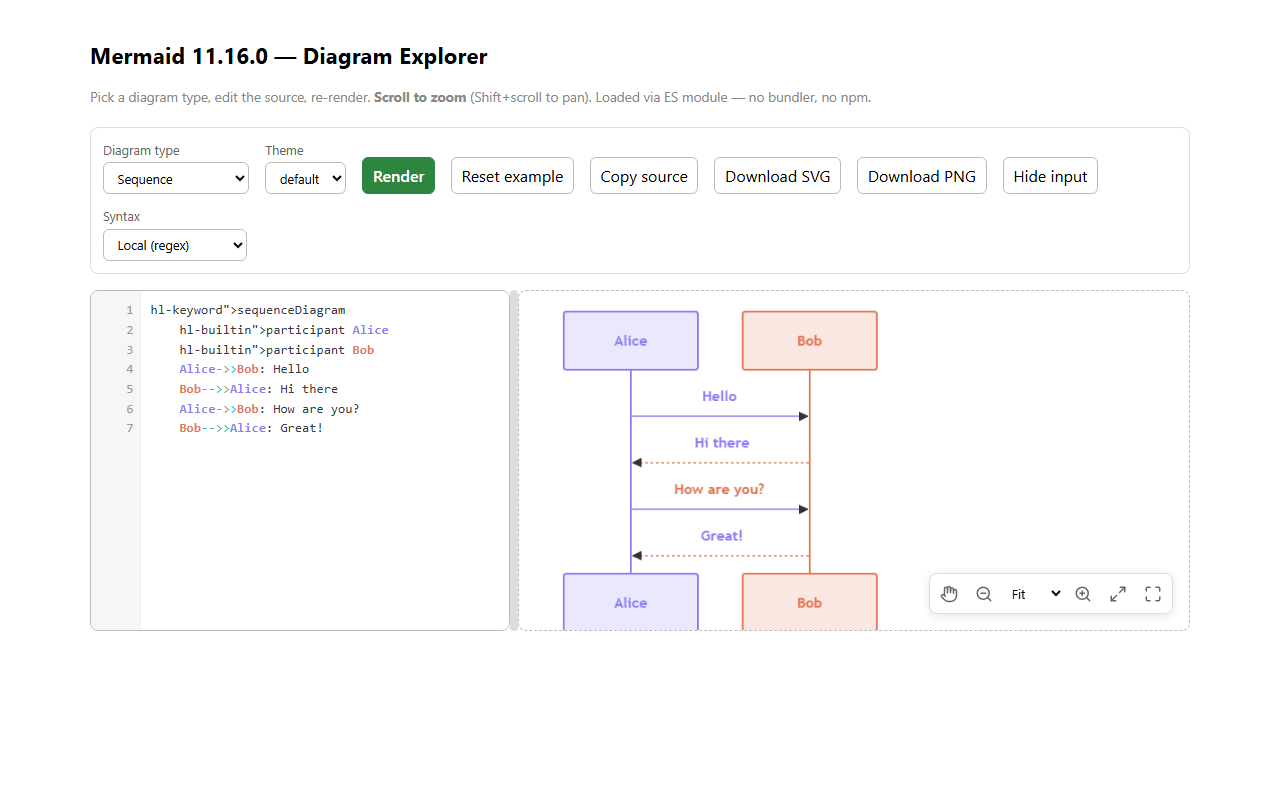 Mermaid 11.16.0 — Diagram Explorer
Pick a diagram type, edit the source, re-render. Scroll to zoom (Shift+scroll to pan). Loaded via ES module — no bundler, no npm.
Diagram type
Theme
Sequence
default
Render
Reset example
Copy source
Download SVG
Download PNG
Hide input
Syntax
Local (regex)
1 hl-keyword">sequenceDiagram
2 hl-builtin">participant Alice
3 hl-builtin">participant Bob
4 Alice->>Bob: Hello
5 Bob-->>Alice: Hi there
6 Alice->>Bob: How are you?
7 Bob-->>Alice: Great!
Alice
Bob
Hello
Hi there
How are you?
Great!
Alice
Bob
Fit